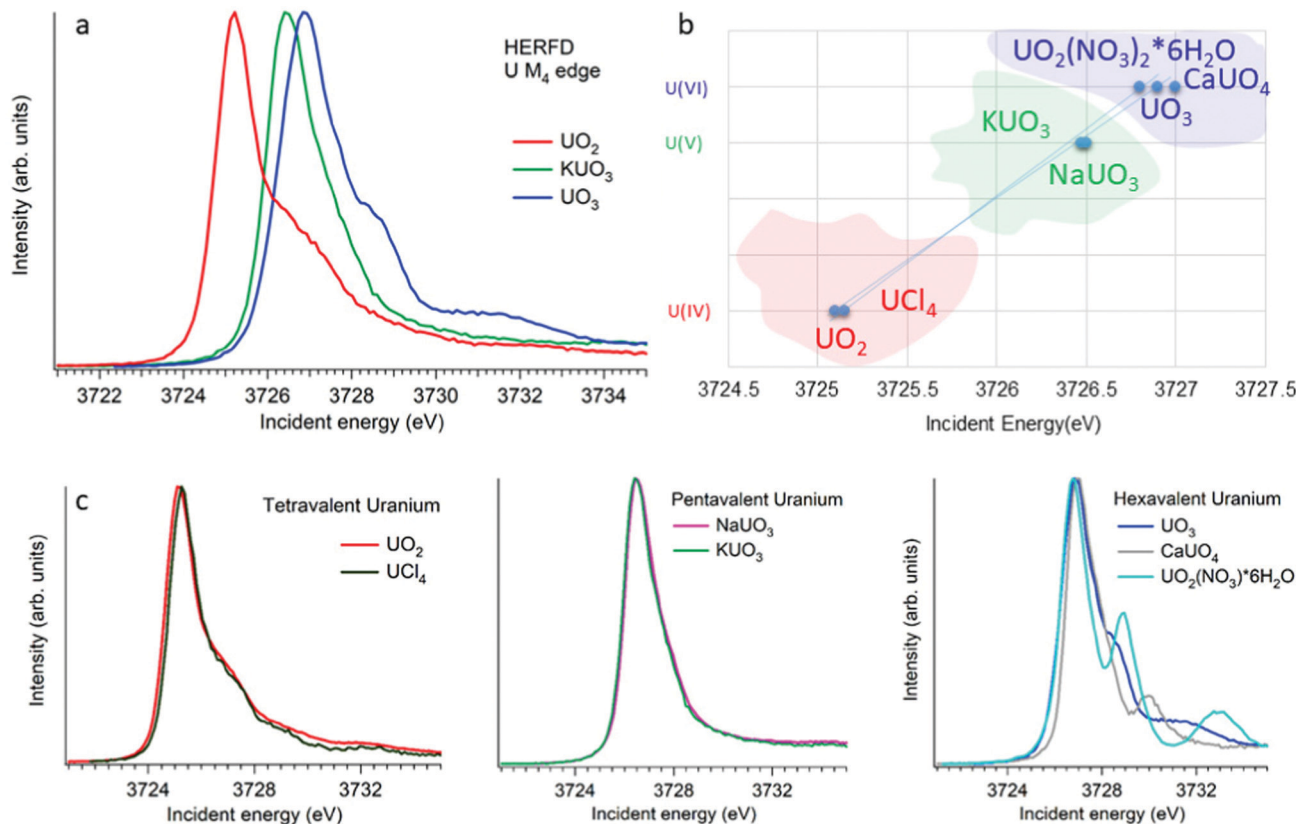 a
HERFD
U M₄ edge
UO₂
KUO₃
UO₃
Intensity (arb. units)
3722
3724
3726
3728
3730
3732
3734
Incident energy (eV)
b
UO₂(NO₃)₂*6H₂O
CaUO₄
UO₃
KUO₃
NaUO₃
UCl₄
UO₂
U(VI)
U(V)
U(IV)
3724.5
3725
3725.5
3726
3726.5
3727
3727.5
Incident Energy(eV)
c
Tetravalent Uranium
UO₂
UCl₄
Intensity (arb. units)
3724
3728
3732
Incident energy (eV)
Pentavalent Uranium
NaUO₃
KUO₃
Intensity (arb. units)
3724
3728
3732
Incident energy (eV)
Hexavalent Uranium
UO₃
CaUO₄
UO₂(NO₃)*6H₂O
Intensity (arb. units)
3724
3728
3732
Incident energy (eV)